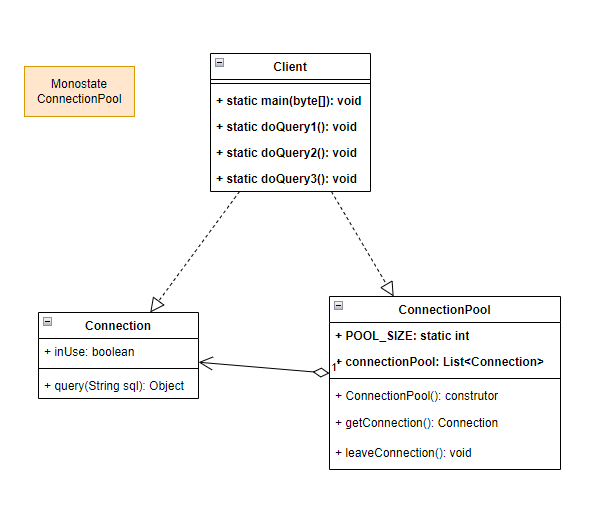 Monostate
ConnectionPool
Client
+ static main(byte[]): void
+ static doQuery1(): void
+ static doQuery2(): void
+ static doQuery3(): void
Connection
+ inUse: boolean
+ query(String sql): Object
ConnectionPool
+ POOL_SIZE: static int
+ connectionPool: List<Connection>
1
+ ConnectionPool(): construtor
+ getConnection(): Connection
+ leaveConnection(): void